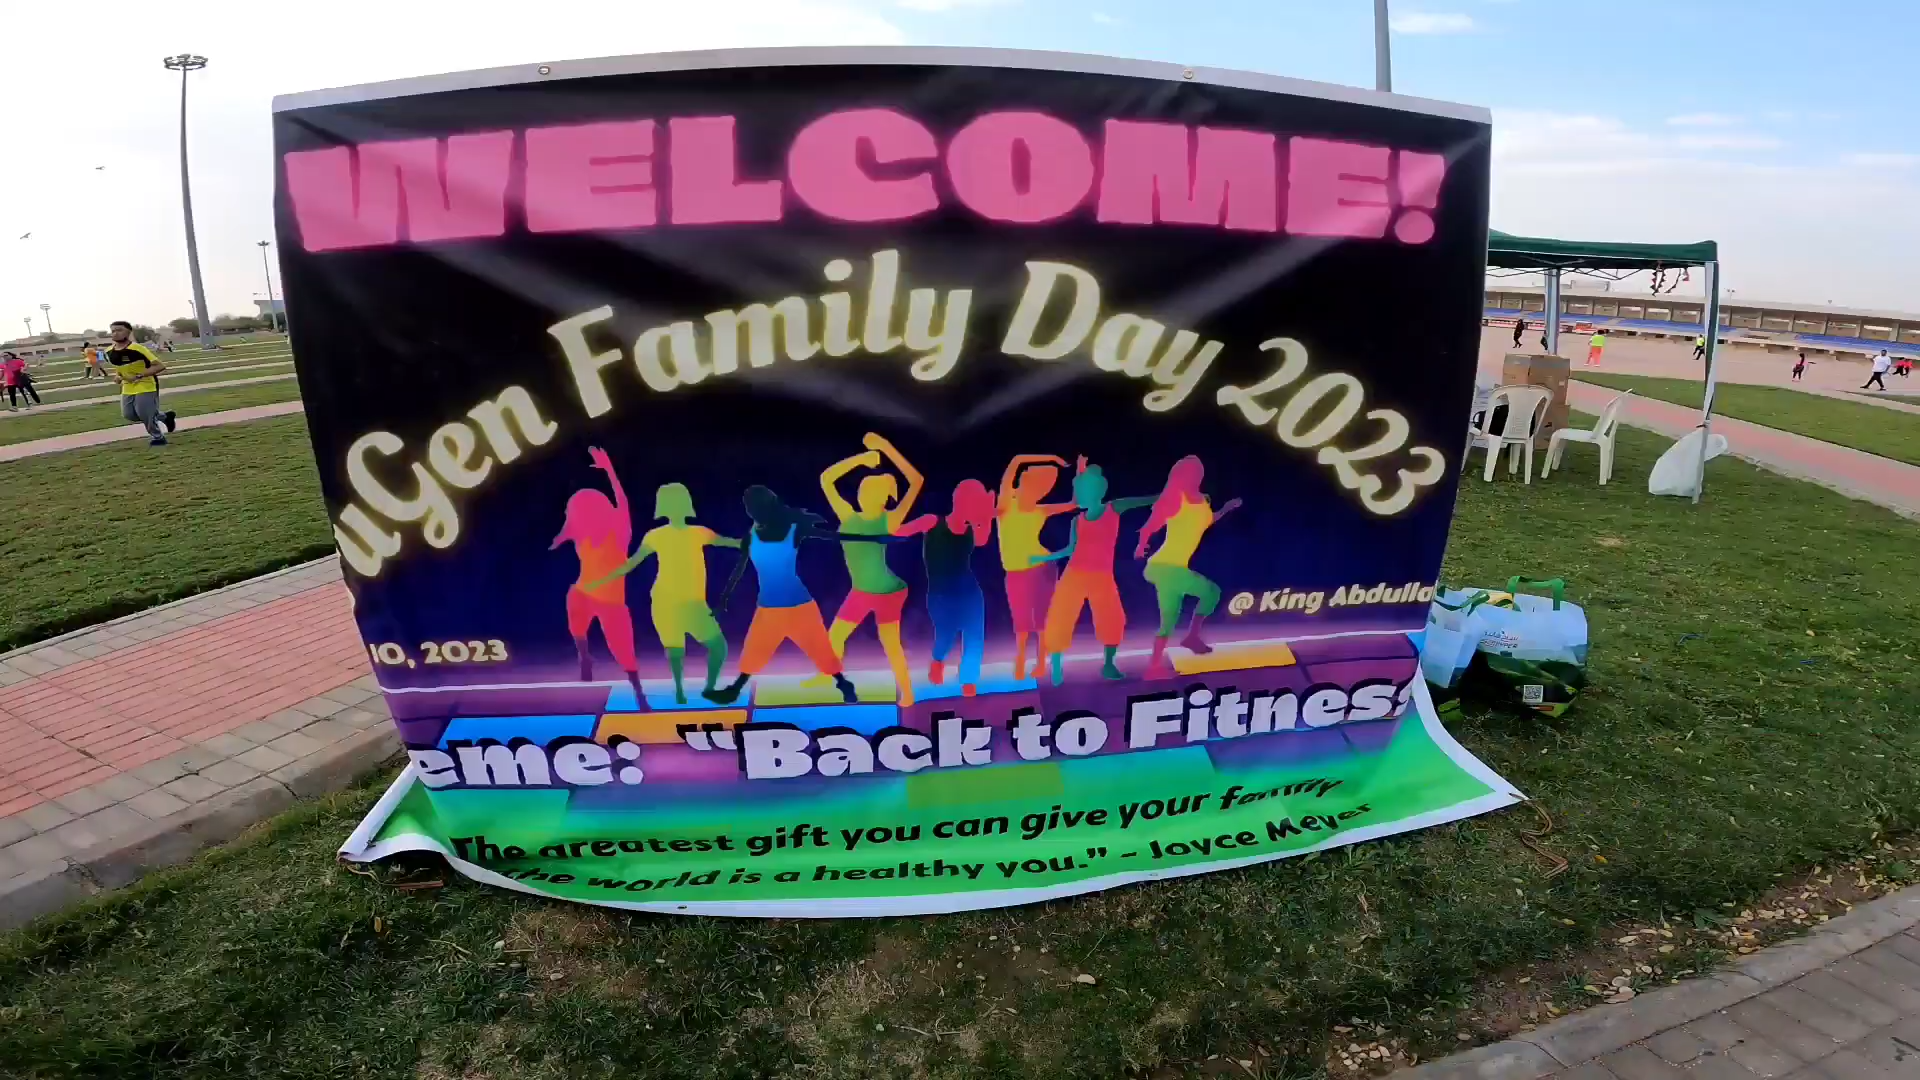 WELCOME!
uGen Family Day 2023
@ King Abdulla
10, 2023
eme: "Back to Fitness
The greatest gift you can give your family
the world is a healthy you." - Joyce Meyer